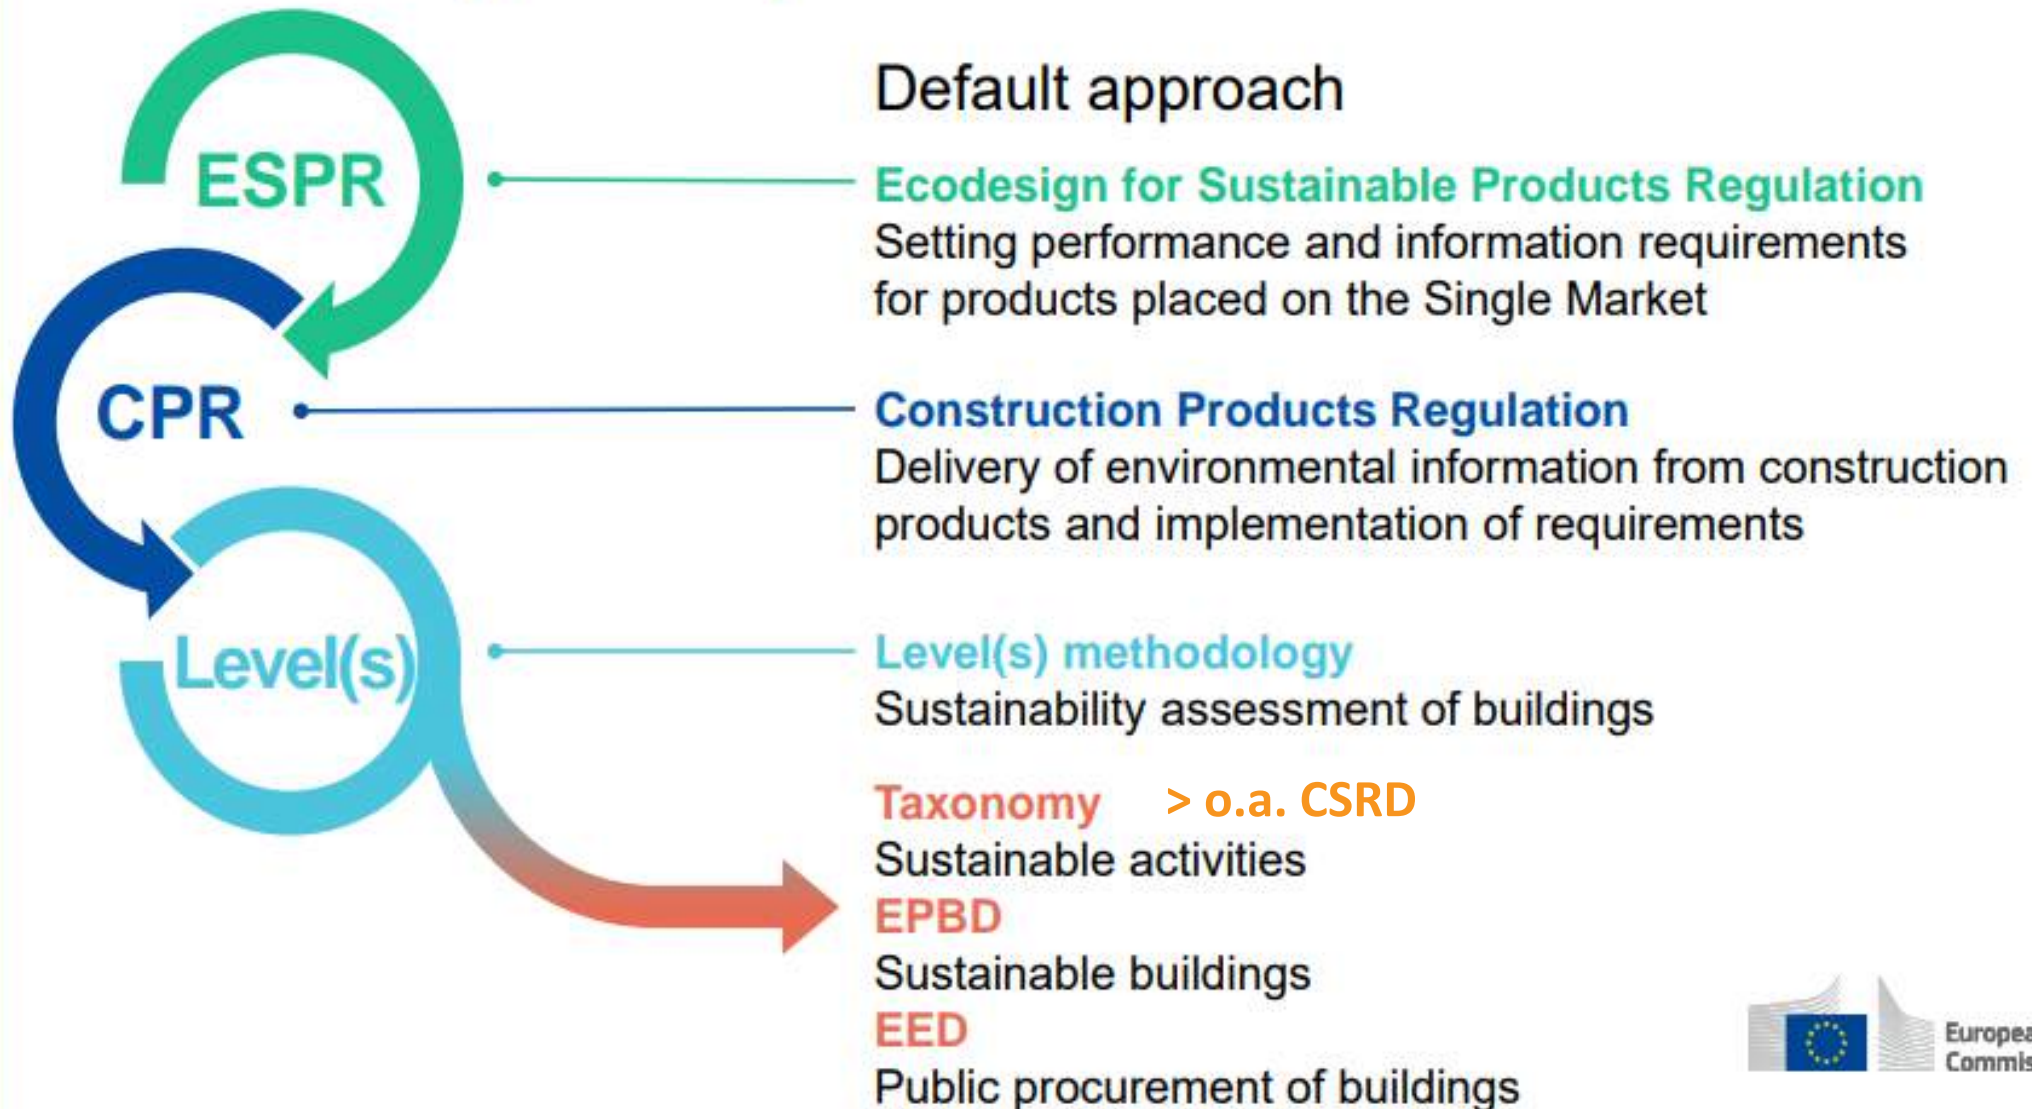 Default approach
ESPR
Ecodesign for Sustainable Products Regulation
Setting performance and information requirements
for products placed on the Single Market
CPR
Construction Products Regulation
Delivery of environmental information from construction
products and implementation of requirements
Level(s)
Level(s) methodology
Sustainability assessment of buildings
Taxonomy > o.a. CSRD
Sustainable activities
EPBD
Sustainable buildings
EED
Public procurement of buildings
Europea
Commis